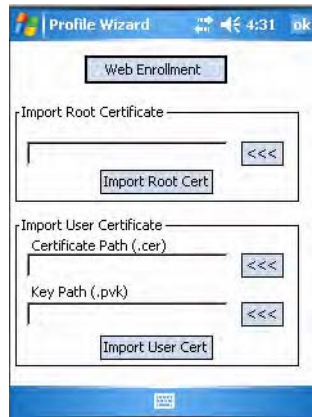 Profile Wizard 4:31 ok
Web Enrollment
Import Root Certificate
<<<
Import Root Cert
Import User Certificate
Certificate Path (.cer)
<<<
Key Path (.pvk)
<<<
Import User Cert